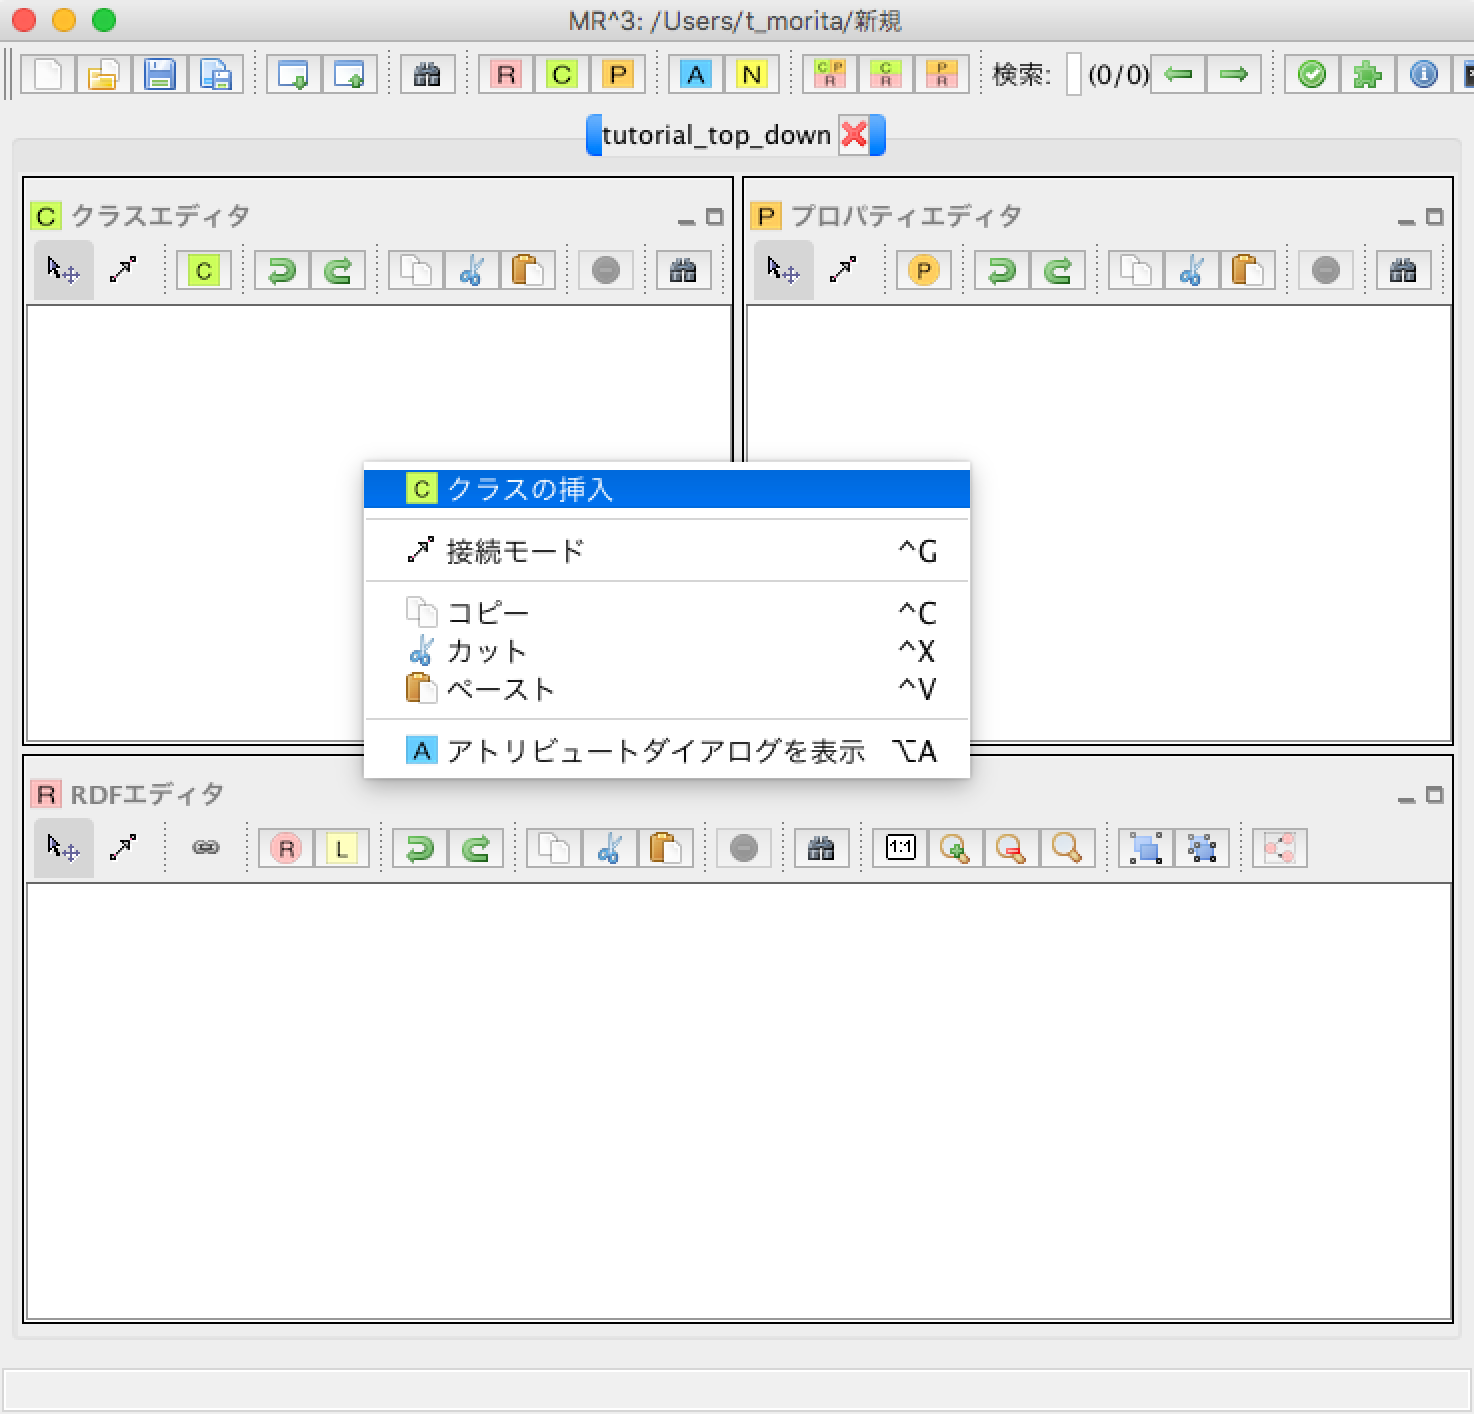 MR^3: /Users/t_morita/新規
R C P A N C P R C R P R 検索: (0/0)
tutorial_top_down
C クラスエディタ
C
P プロパティエディタ
P
C クラスの挿入
接続モード ^G
コピー ^C
カット ^X
ペースト ^V
A アトリビュートダイアログを表示 ⌥A
R RDFエディタ
R L 1:1